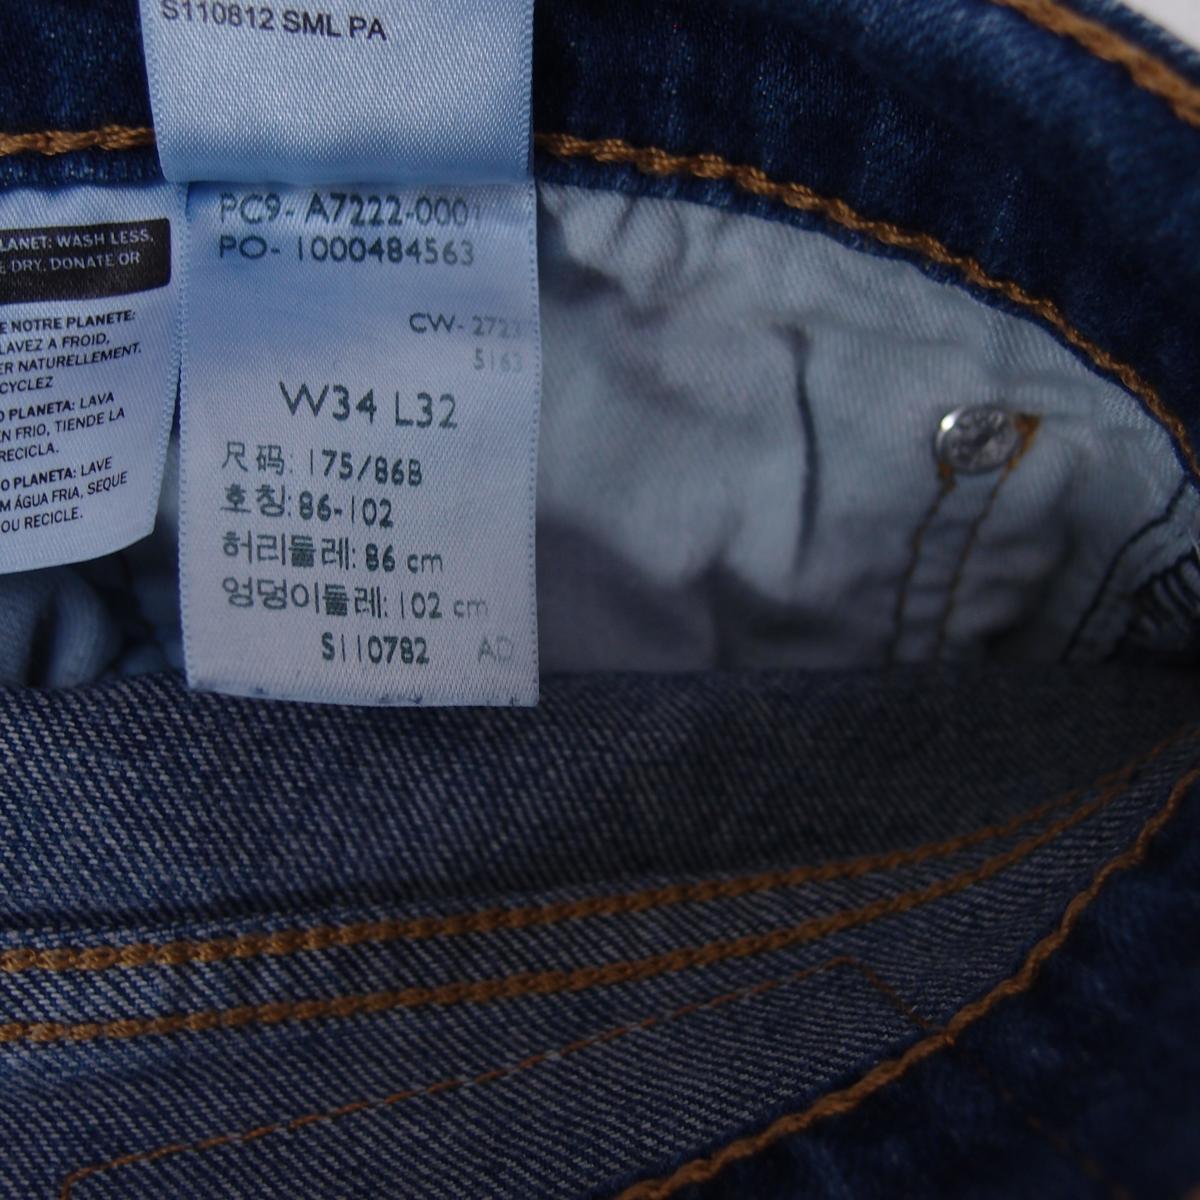 S110812 SML PA
LANET: WASH LESS,
E DRY, DONATE OR
E NOTRE PLANETE:
LAVEZ A FROID,
ER NATURELLEMENT.
CYCLEZ
O PLANETA: LAVA
EN FRIO, TIENDE LA
RECICLA.
O PLANETA: LAVE
M ÁGUA FRIA, SEQUE
OU RECICLE.
PC9- A7222-0001
PO- 1000484563
CW- 2723
5163
W34 L32
尺码: 175/86B
호칭: 86-102
허리둘레: 86 cm
엉덩이둘레: 102 cm
S110782 AD